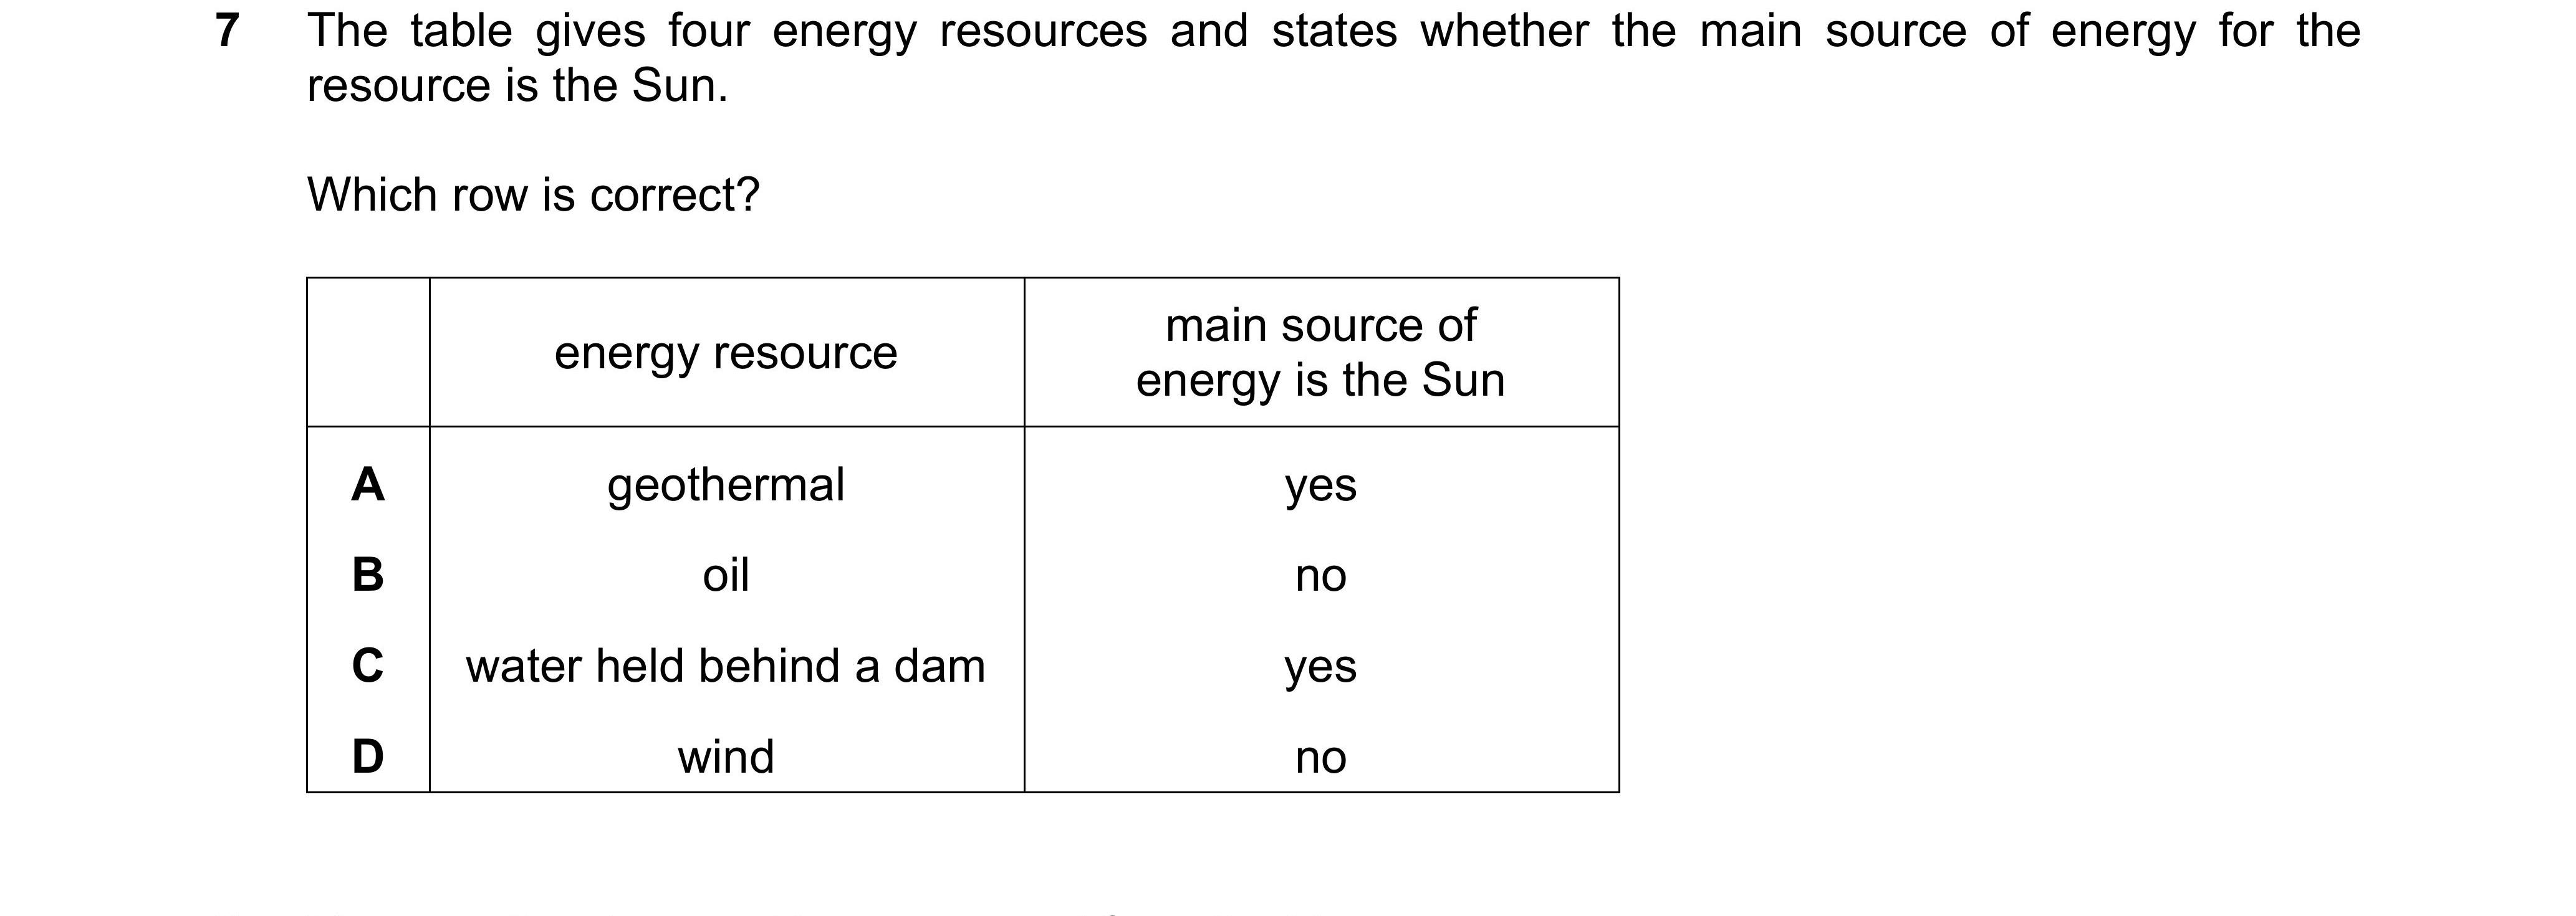 7 The table gives four energy resources and states whether the main source of energy for the
resource is the Sun.
Which row is correct?
energy resource
main source of
energy is the Sun
A geothermal yes
B oil no
C water held behind a dam yes
D wind no